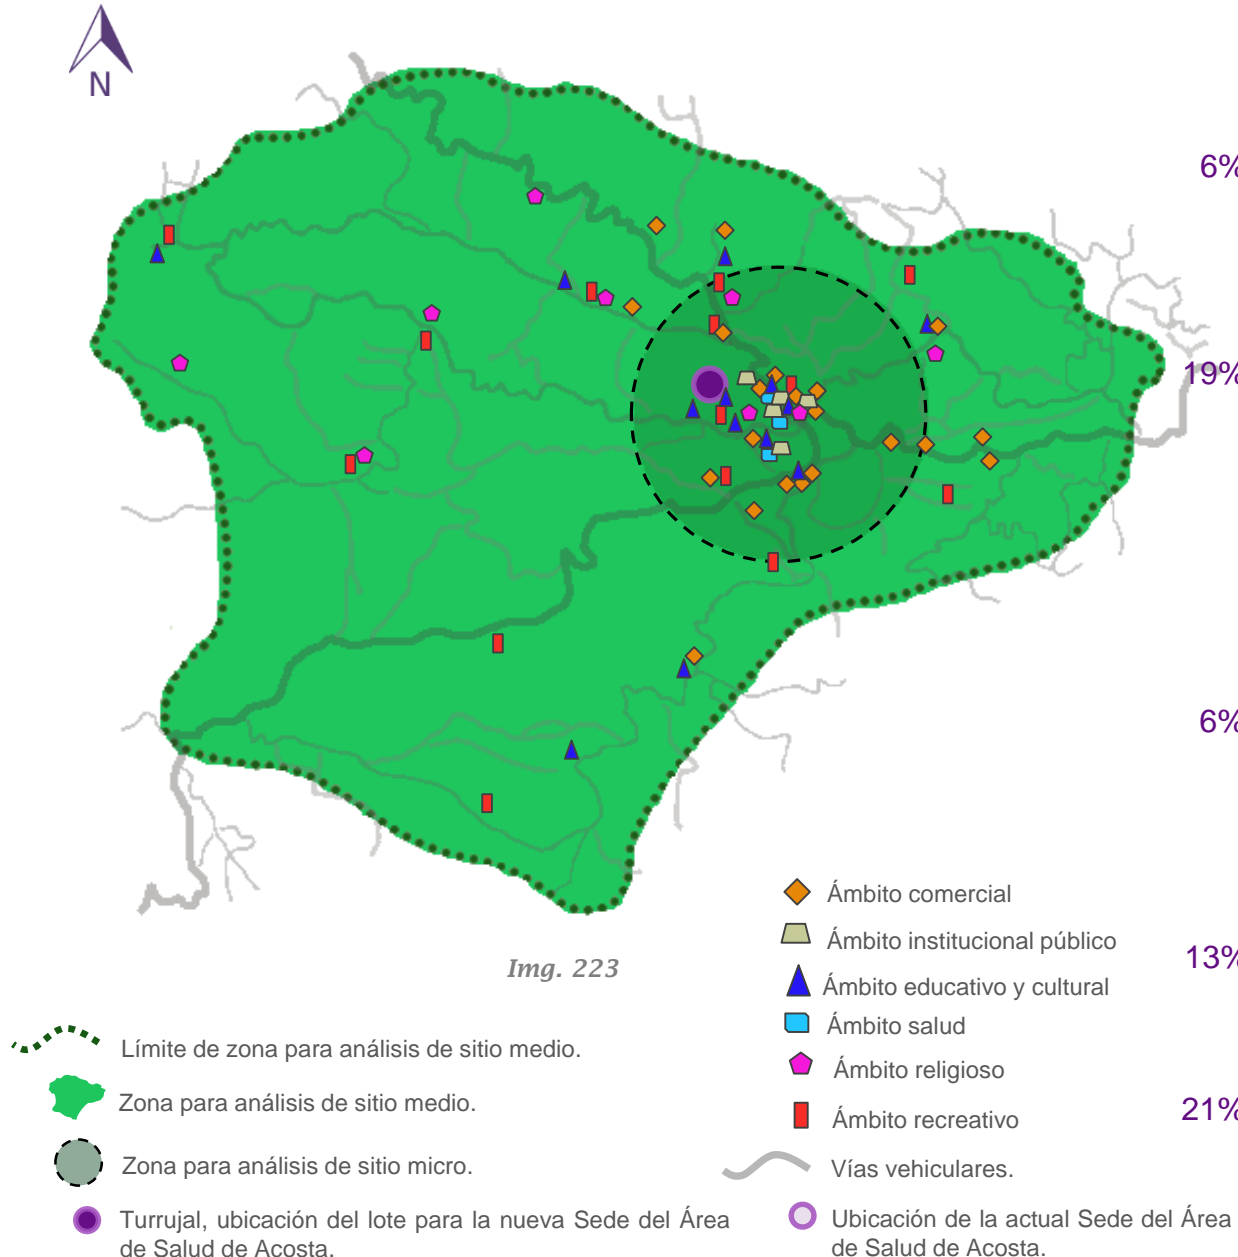 N
6%
19%
6%
13%
21%
Img. 223
Ámbito comercial
Ámbito institucional público
Ámbito educativo y cultural
Ámbito salud
Ámbito religioso
Ámbito recreativo
Vías vehiculares.
Ubicación de la actual Sede del Área
de Salud de Acosta.
Límite de zona para análisis de sitio medio.
Zona para análisis de sitio medio.
Zona para análisis de sitio micro.
Turrujal, ubicación del lote para la nueva Sede del Área
de Salud de Acosta.